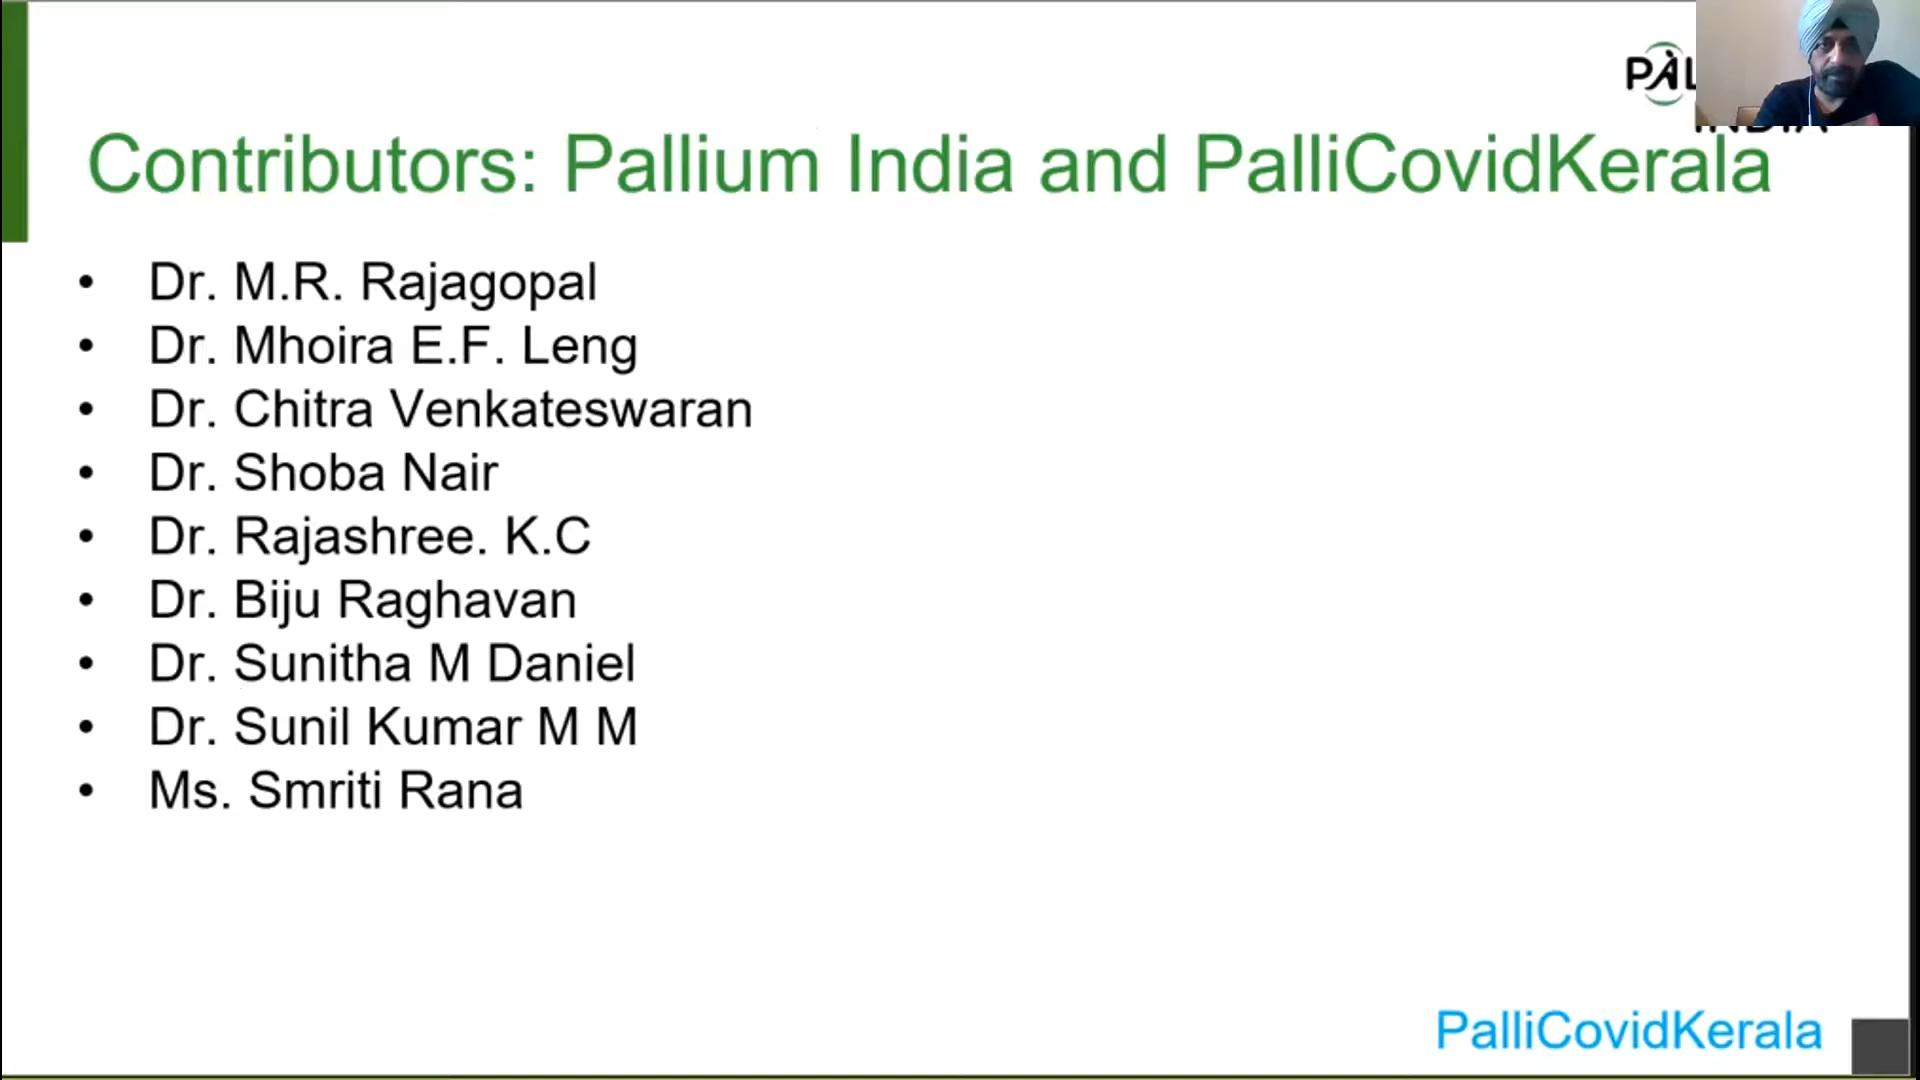 Contributors: Pallium India and PalliCovidKerala
• Dr. M.R. Rajagopal
• Dr. Mhoira E.F. Leng
• Dr. Chitra Venkateswaran
• Dr. Shoba Nair
• Dr. Rajashree. K.C
• Dr. Biju Raghavan
• Dr. Sunitha M Daniel
• Dr. Sunil Kumar M M
• Ms. Smriti Rana
PalliCovidKerala